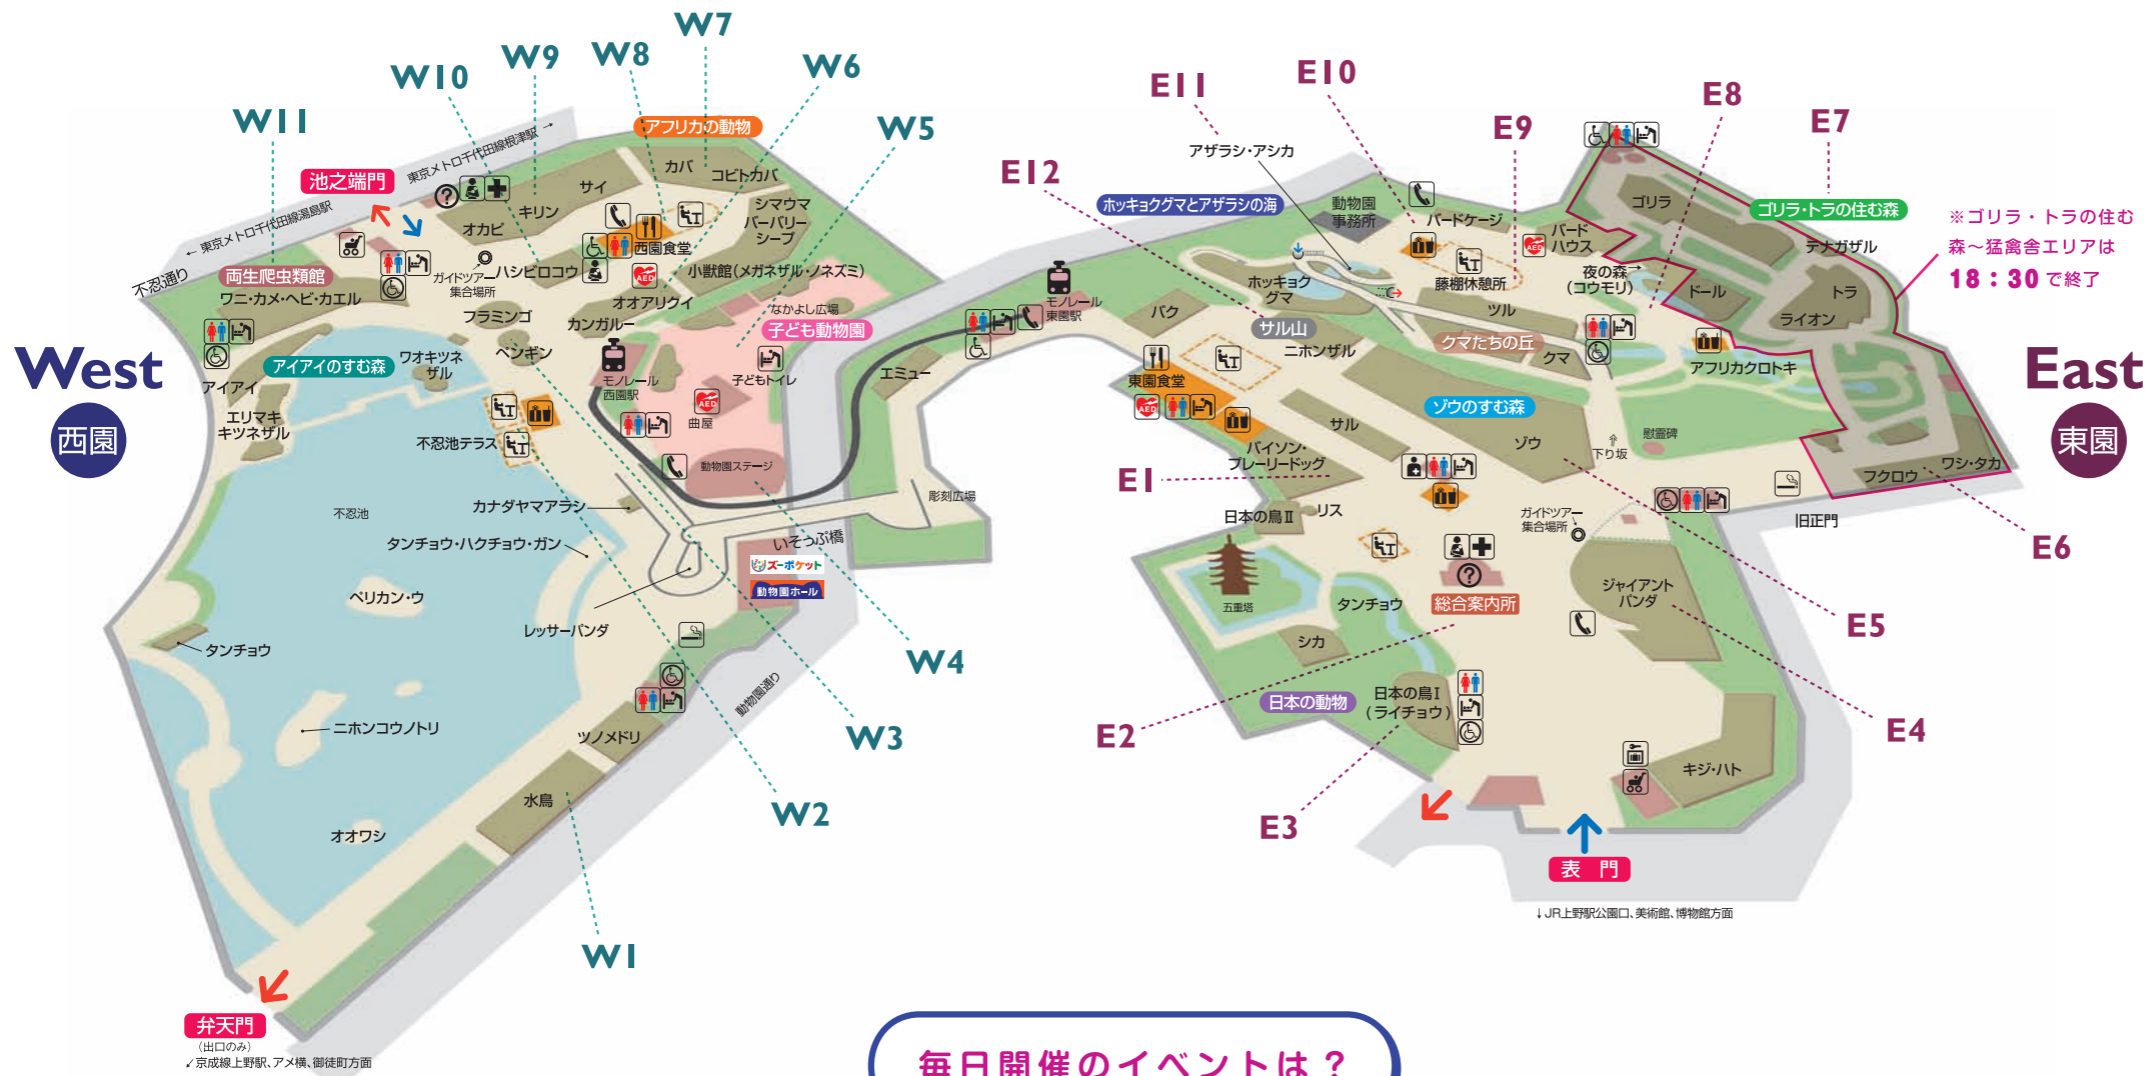 W7
W9
W8
W10
W6
W11
W5
アフリカの動物
東京メトロ千代田線根津駅 →
池之端門
← 東京メトロ千代田線湯島駅
不忍通り
カバ
コビトカバ
サイ
キリン
オカピ
シマウマ
バーバリー
シープ
西園食堂
ガイドツアー
集合場所
ハシビロコウ
小獣館(メガネザル・ノネズミ)
AED
オオアリクイ
両生爬虫類館
ワニ・カメ・ヘビ・カエル
フラミンゴ
カンガルー
なかよし広場
子ども動物園
West
西園
アイアイのすむ森
ワオキツネ
ザル
ペンギン
モノレール
西園駅
子どもトイレ
アイアイ
エリマキ
キツネザル
AED
曲屋
不忍池テラス
動物園ステージ
カナダヤマアラシ
不忍池
タンチョウ・ハクチョウ・ガン
いそっぷ橋
彫刻広場
ズーポケット
動物園ホール
ペリカン・ウ
レッサーパンダ
タンチョウ
W4
動物園通り
ニホンコウノトリ
ツノメドリ
W3
水鳥
W2
オオワシ
W1
弁天門
(出口のみ)
↙京成線上野駅、アメ横、御徒町方面
E11
E10
E8
E9
E7
E12
アザラシ・アシカ
ホッキョクグマとアザラシの海
動物園
事務所
バードケージ
AED
バード
ハウス
ゴリラ
ゴリラ・トラの住む森
テナガザル
※ゴリラ・トラの住む
森～猛禽舎エリアは
18：30で終了
モノレール
東園駅
ホッキョク
グマ
藤棚休憩所
夜の森→
(コウモリ)
ドール
トラ
ライオン
バク
サル山
ニホンザル
ツル
クマたちの丘
クマ
エミュー
東園食堂
アフリカクロトキ
East
東園
AED
ゾウのすむ森
サル
ゾウ
下り坂
慰霊碑
バイソン・
プレーリードッグ
ワシ・タカ
フクロウ
E1
日本の鳥Ⅱ
リス
ガイドツアー
集合場所
旧正門
E6
五重塔
タンチョウ
総合案内所
ジャイアント
パンダ
シカ
E5
日本の動物
日本の鳥Ⅰ
(ライチョウ)
E2
E4
キジ・ハト
E3
表 門
↓JR上野駅公園口、美術館、博物館方面
毎日開催のイベントは？